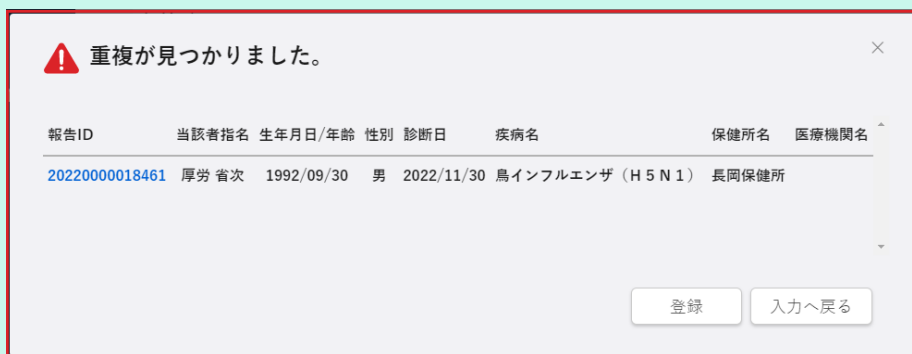 重複が見つかりました。
×
報告ID 当該者指名 生年月日/年齢 性別 診断日 疾病名 保健所名 医療機関名
20220000018461 厚労 省次 1992/09/30 男 2022/11/30 鳥インフルエンザ（H５N１） 長岡保健所
登録 入力へ戻る